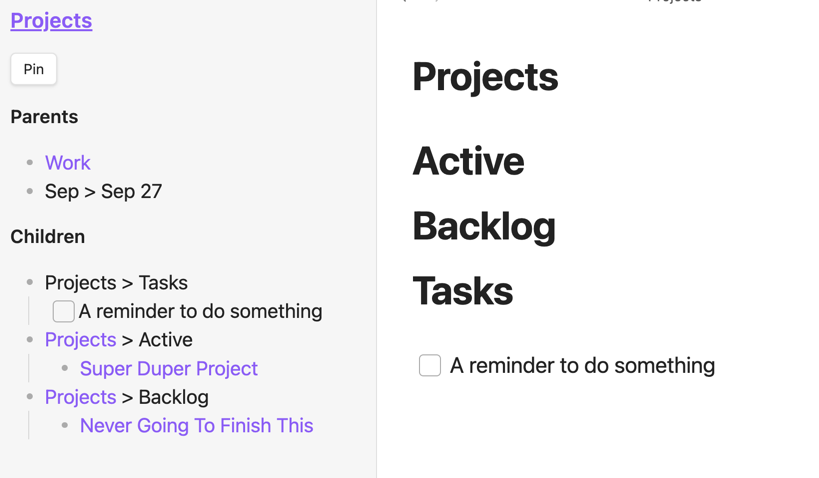 Projects
Pin
Parents
Work
Sep > Sep 27
Children
Projects > Tasks
A reminder to do something
Projects > Active
Super Duper Project
Projects > Backlog
Never Going To Finish This
Projects
Active
Backlog
Tasks
A reminder to do something